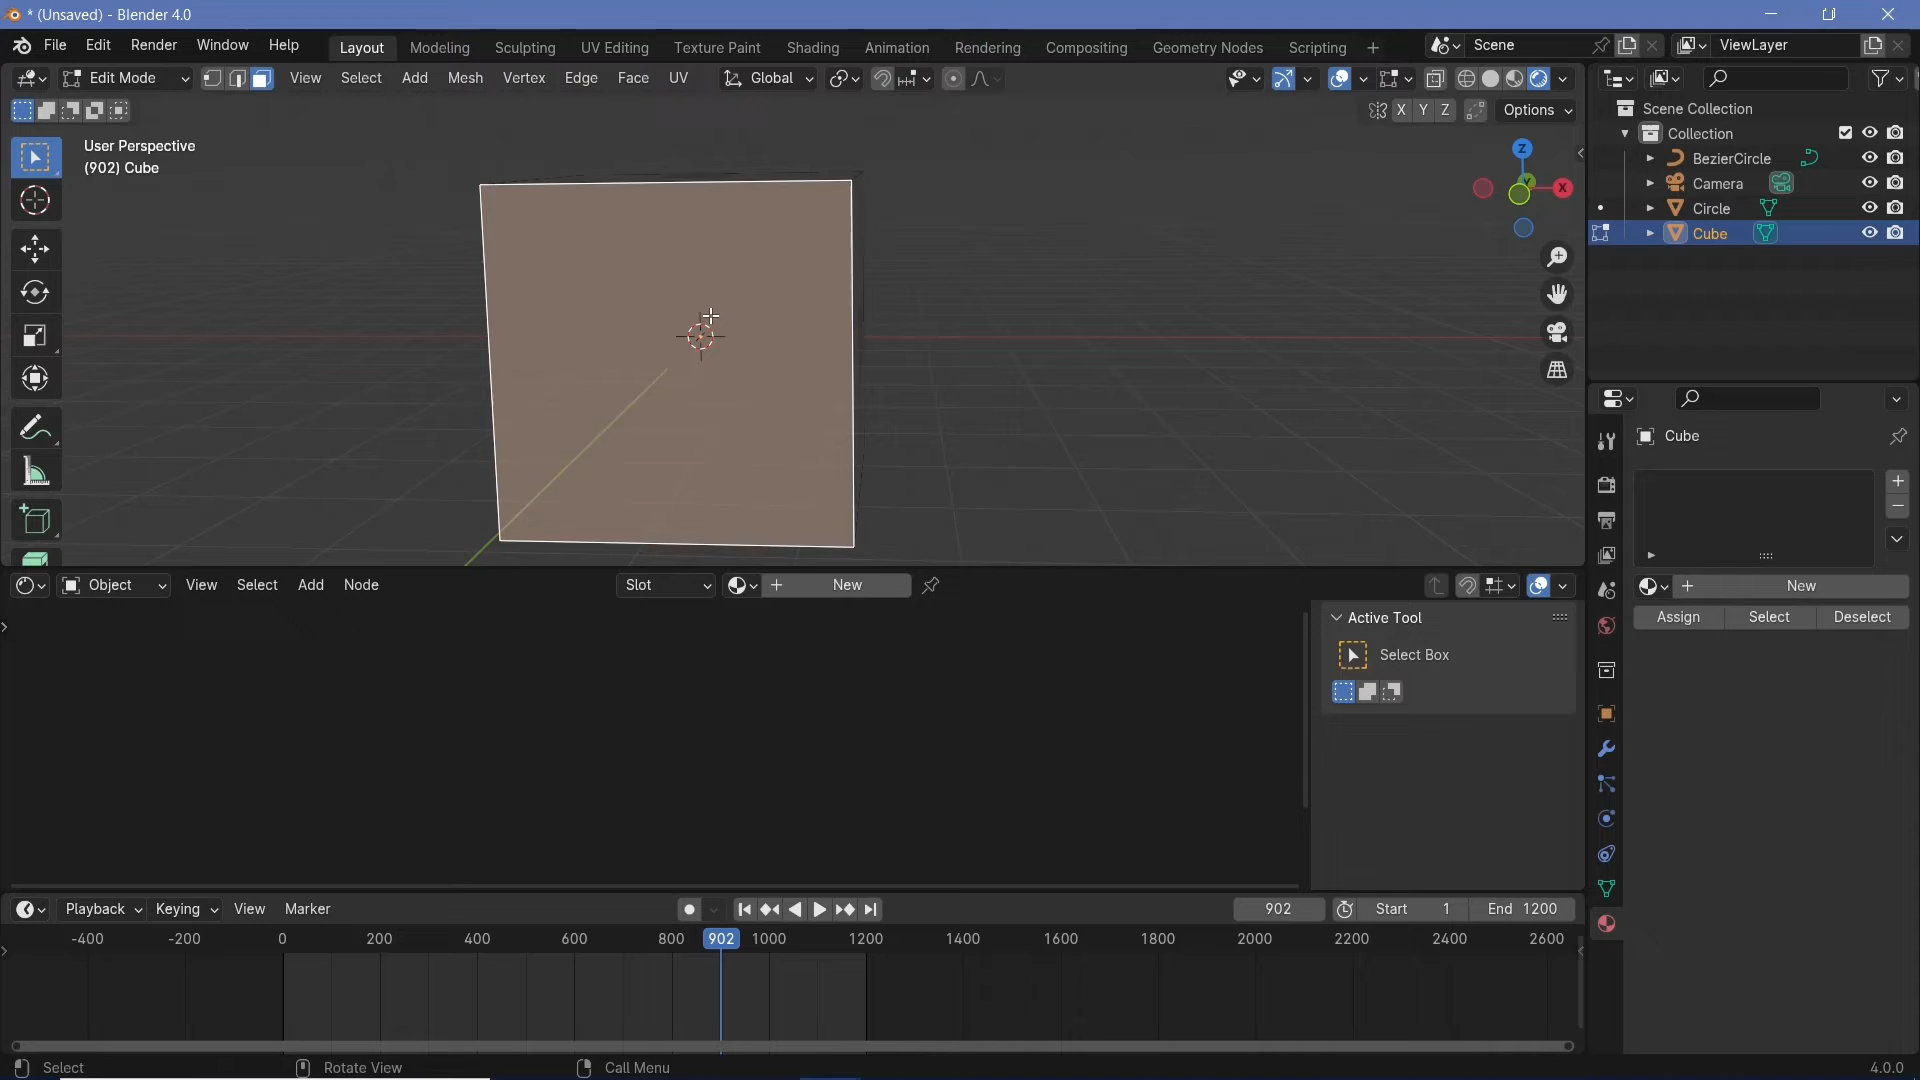 * (Unsaved) - Blender 4.0
File Edit Render Window Help Layout Modeling Sculpting UV Editing Texture Paint Shading Animation Rendering Compositing Geometry Nodes Scripting + Scene ViewLayer
Edit Mode View Select Add Mesh Vertex Edge Face UV Global
X Y Z Options
User Perspective
(902) Cube
Z
X
Scene Collection
Collection
BezierCircle
Camera
Circle
Cube
Cube
New
Assign Select Deselect
Object View Select Add Node Slot New
Active Tool
Select Box
Playback Keying View Marker 902 Start 1 End 1200
-400 -200 0 200 400 600 800 902 1000 1200 1400 1600 1800 2000 2200 2400 2600
Select Rotate View Call Menu 4.0.0